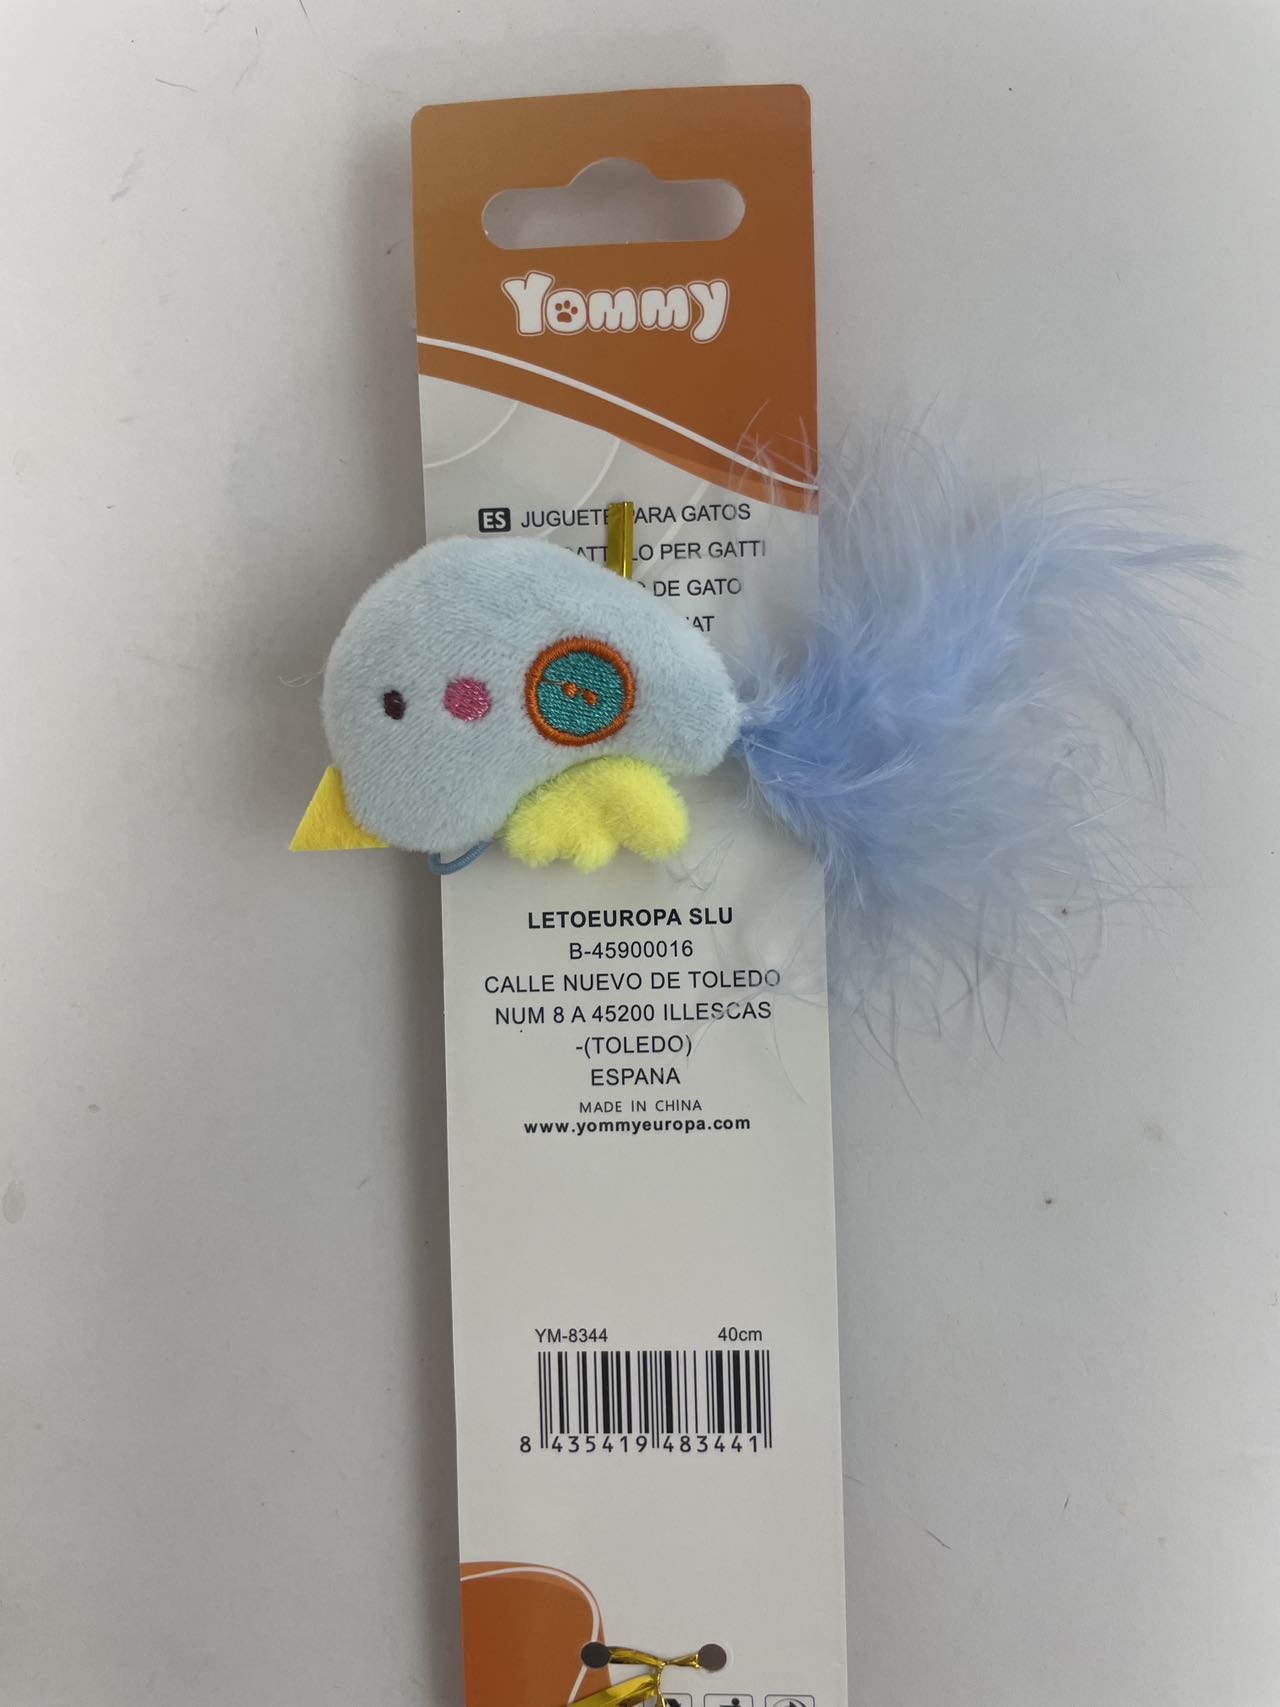 Yommy
ES JUGUETE PARA GATOS
LO PER GATTI
DE GATO
LETOEUROPA SLU
B-45900016
CALLE NUEVO DE TOLEDO
NUM 8 A 45200 ILLESCAS
-(TOLEDO)
ESPANA
MADE IN CHINA
www.yommyeuropa.com
YM-8344 40cm
8 435419 483441